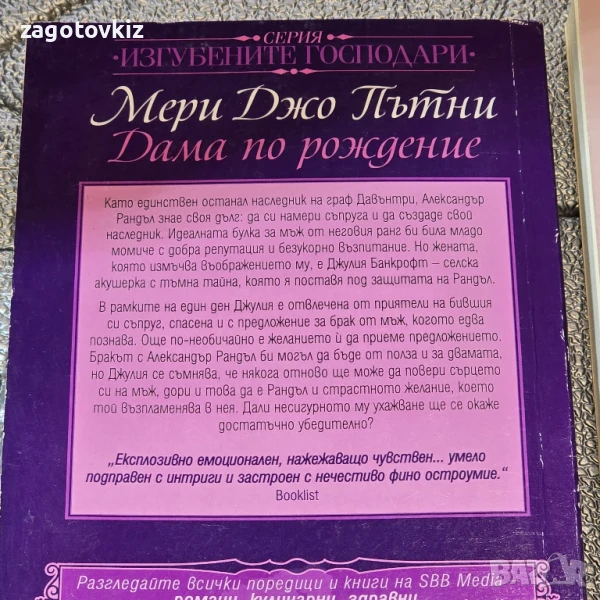 zagotovkiz
СЕРИЯ
·ИЗГУБЕНИТЕ ГОСПОДАРИ·
Мери Джо Пътни
Дама по рождение
Като единствен останал наследник на граф Давънтри, Александър
Рандъл знае своя дълг: да си намери съпруга и да създаде свой
наследник. Идеалната булка за мъж от неговия ранг би била младо
момиче с добра репутация и безукорно възпитание. Но жената,
която измъчва въображението му, е Джулия Банкрофт – селска
акушерка с тъмна тайна, която я поставя под защитата на Рандъл.
В рамките на един ден Джулия е отвлечена от приятели на бившия
си съпруг, спасена и с предложение за брак от мъж, когото едва
познава. Още по-необичайно е желанието ѝ да приеме предложението.
Бракът с Александър Рандъл би могъл да бъде от полза и за двамата,
но Джулия се съмнява, че някога отново ще може да повери сърцето
си на мъж, дори и това да е Рандъл и страстното желание, което
той възпламенява в нея. Дали несигурното му ухажване ще се окаже
достатъчно убедително?
„Експлозивно емоционален, нажежаващо чувствен... умело
подправен с интриги и застроен с нечестиво фино остроумие.“
Booklist
Разгледайте всички поредици и книги на SBB Media
романи, кулинарни, здравни